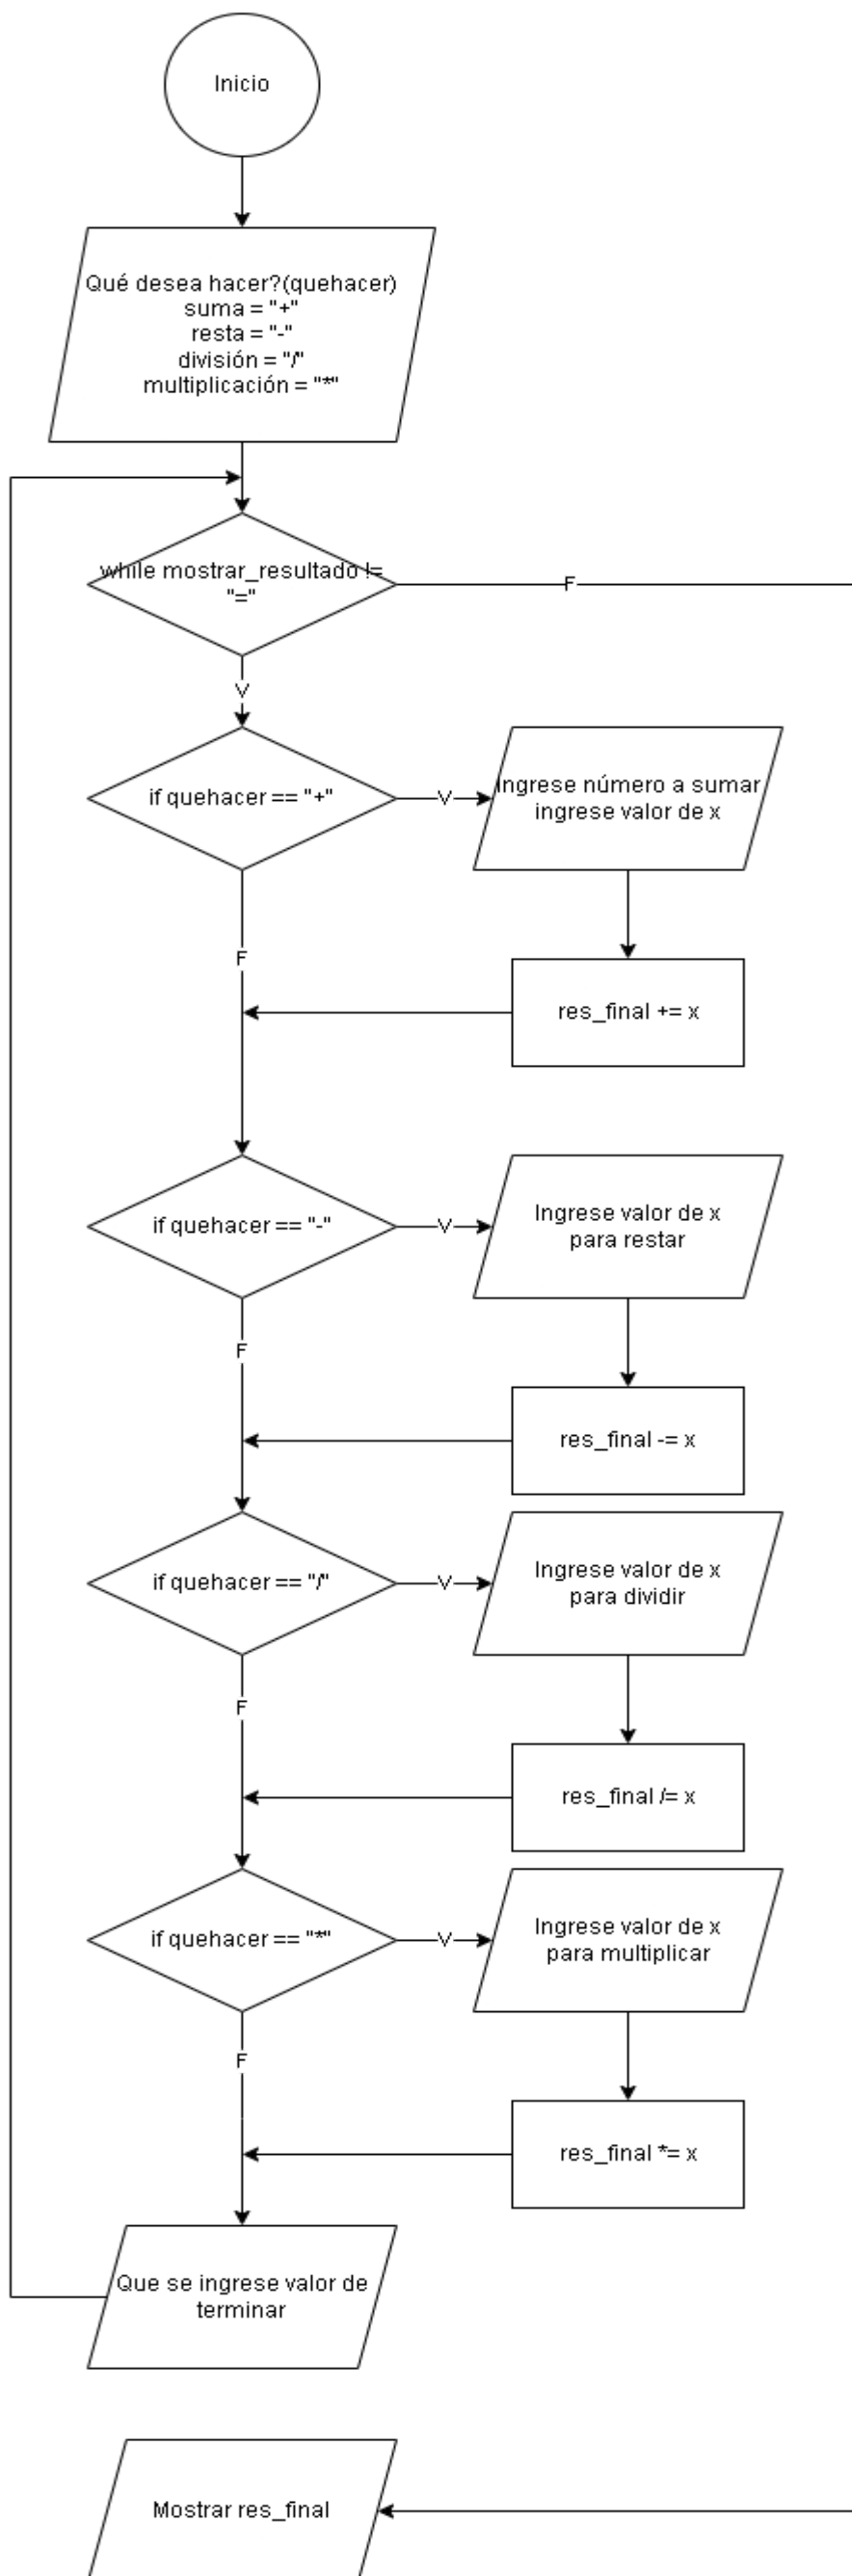 Inicio
Qué desea hacer?(quehacer)
suma = "+"
resta = "-"
división = "/"
multiplicación = "*"
while mostrar_resultado !=
"="
F
V
if quehacer == "+"
V
Ingrese número a sumar
ingrese valor de x
F
res_final += x
if quehacer == "-"
V
Ingrese valor de x
para restar
F
res_final -= x
if quehacer == "/"
V
Ingrese valor de x
para dividir
F
res_final /= x
if quehacer == "*"
V
Ingrese valor de x
para multiplicar
F
res_final *= x
Que se ingrese valor de
terminar
Mostrar res_final